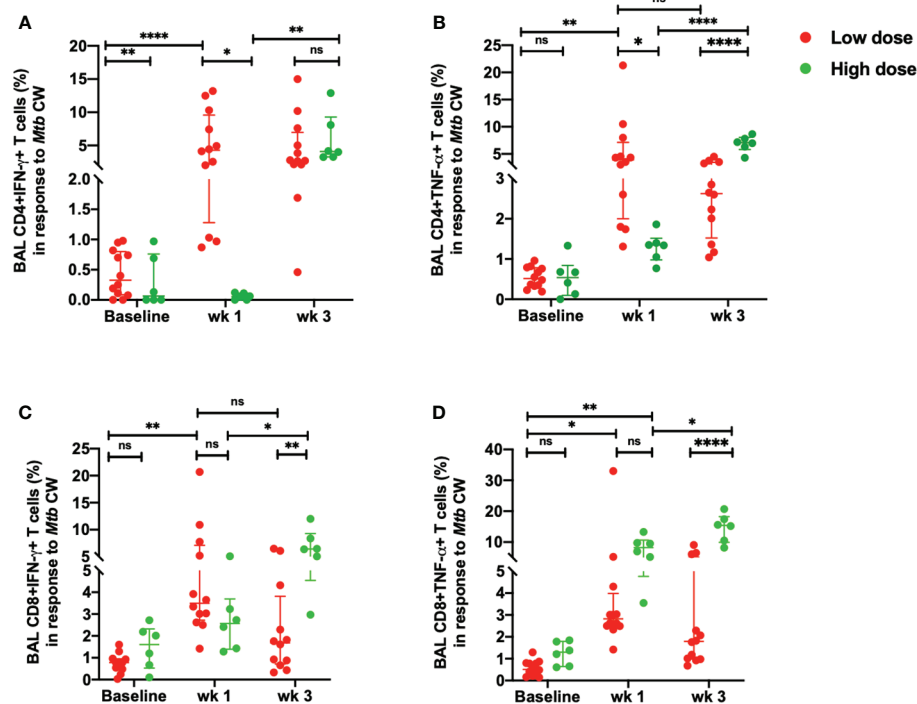 A
****
**
**
*
ns
BAL CD4+IFN-γ+ T cells (%)
in response to Mtb CW
20
15
10
5
2.0
1.5
1.0
0.5
0.0
Baseline
wk 1
wk 3
B
ns
**
****
ns
*
****
BAL CD4+TNF-α+ T cells (%)
in response to Mtb CW
25
20
15
10
5
3
2
1
0
Baseline
wk 1
wk 3
Low dose
High dose
C
ns
**
*
ns
ns
**
BAL CD8+IFN-γ+ T cells (%)
in response to Mtb CW
25
20
15
10
5
5
4
3
2
1
0
Baseline
wk 1
wk 3
D
**
*
*
ns
ns
****
BAL CD8+TNF-α+ T cells (%)
in response to Mtb CW
40
30
20
10
5
4
3
2
1
0
Baseline
wk 1
wk 3